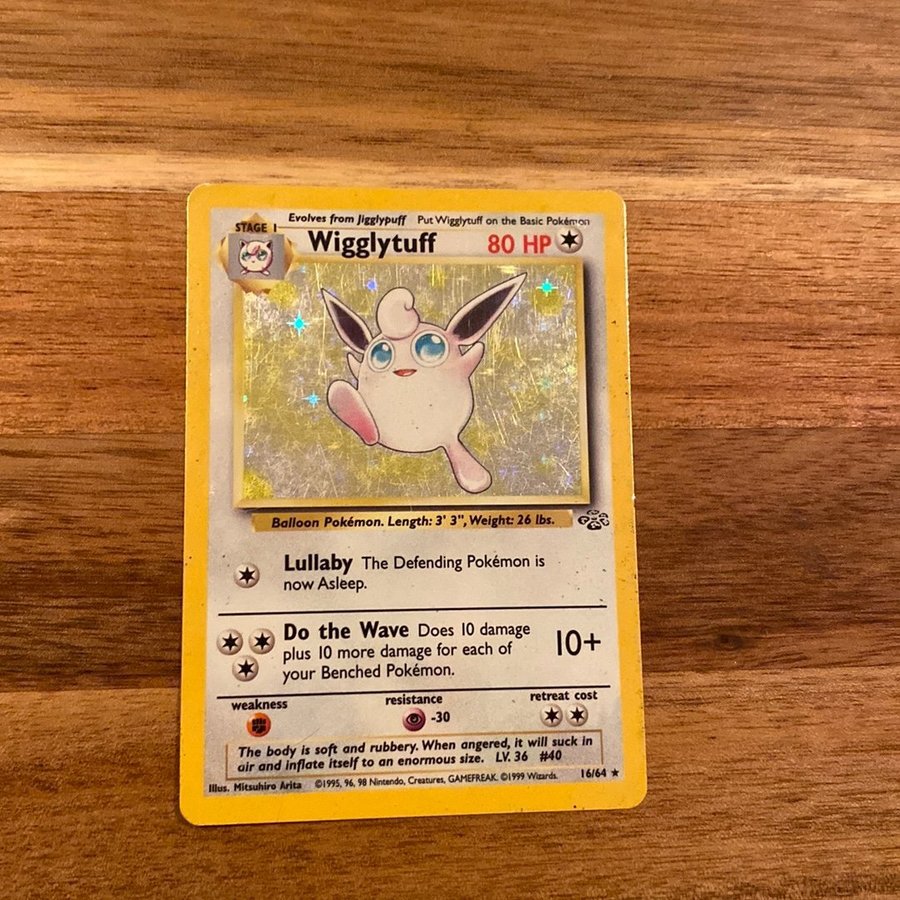 Evolves from Jigglypuff Put Wigglytuff on the Basic Pokémon
STAGE 1
Wigglytuff 80 HP
Balloon Pokémon. Length: 3' 3", Weight: 26 lbs.
Lullaby The Defending Pokémon is
now Asleep.
Do the Wave Does 10 damage
plus 10 more damage for each of
your Benched Pokémon.
10+
weakness resistance retreat cost
-30
The body is soft and rubbery. When angered, it will suck in
air and inflate itself to an enormous size. LV. 36 #40
Illus. Mitsuhiro Arita ©1995, 96, 98 Nintendo, Creatures, GAMEFREAK. ©1999 Wizards. 16/64 ★